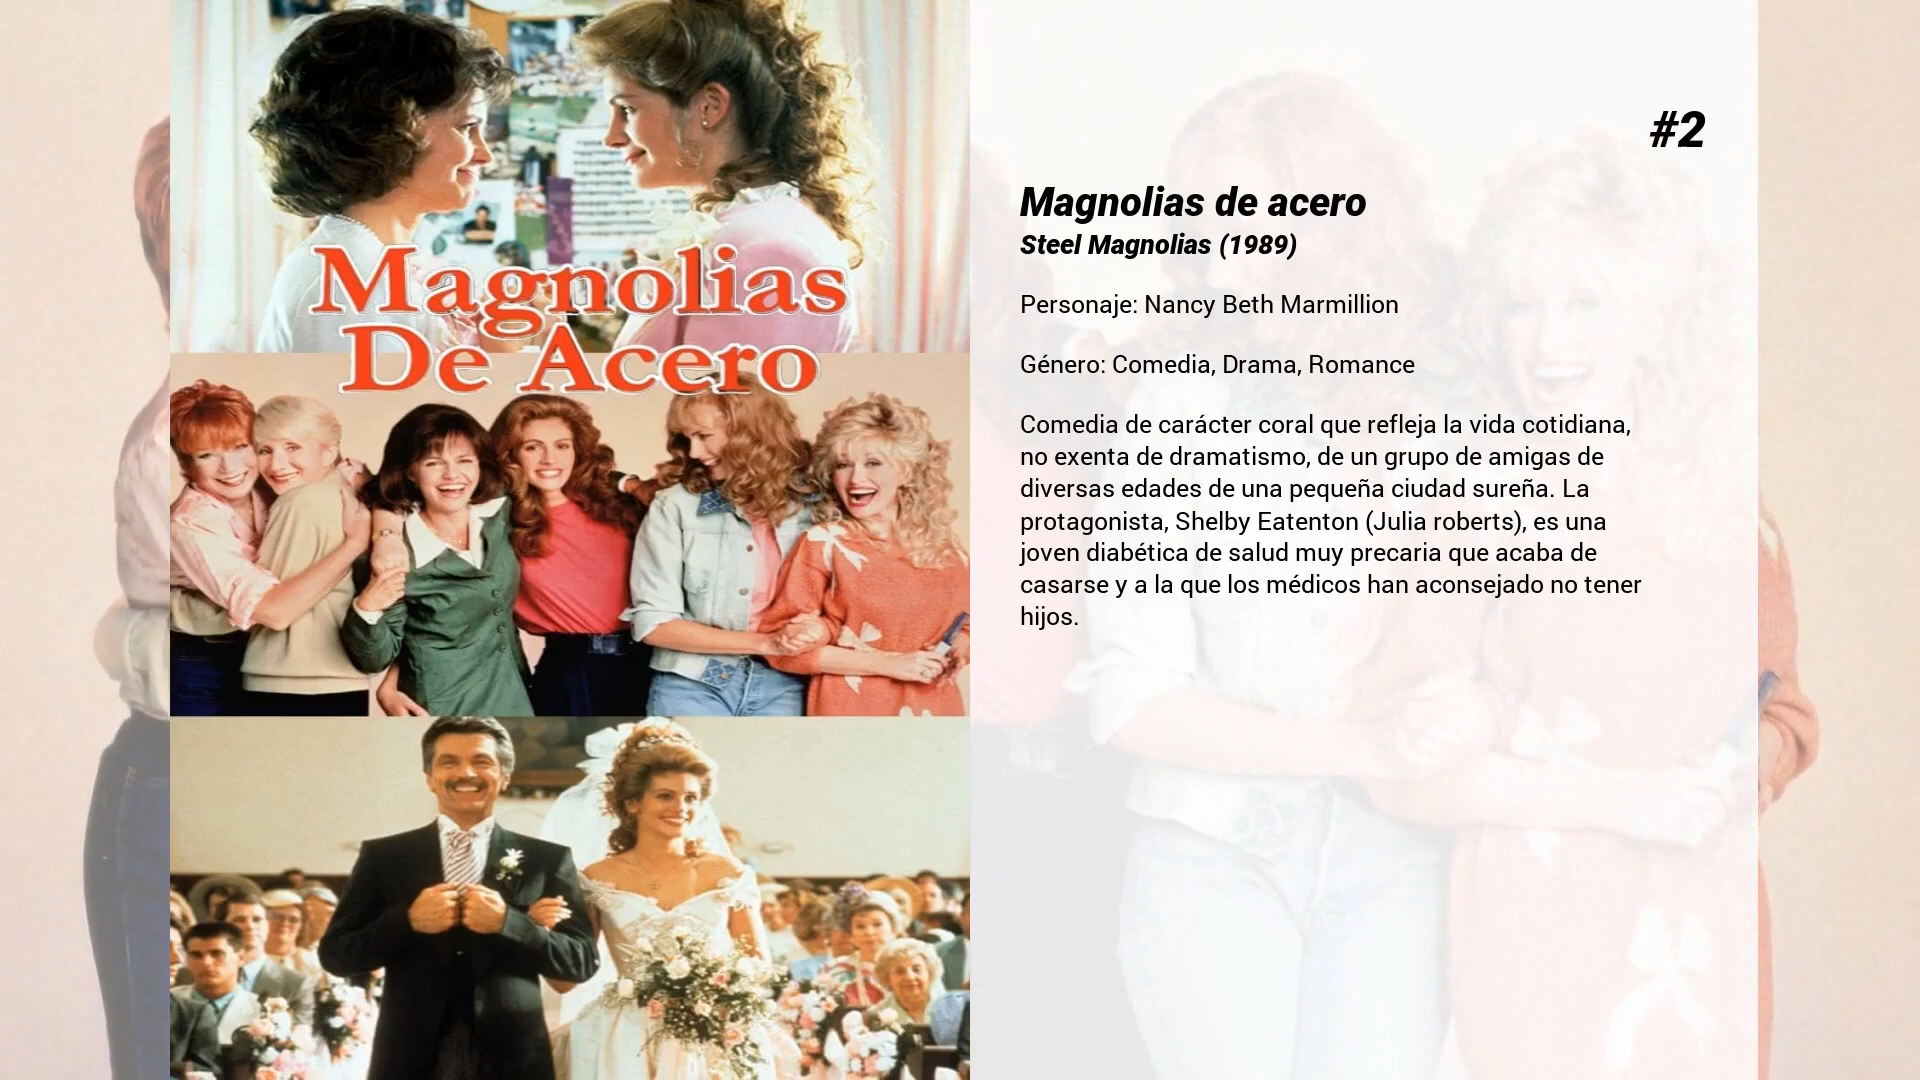 Magnolias
De Acero
#2
Magnolias de acero
Steel Magnolias (1989)
Personaje: Nancy Beth Marmillion
Género: Comedia, Drama, Romance
Comedia de carácter coral que refleja la vida cotidiana,
no exenta de dramatismo, de un grupo de amigas de
diversas edades de una pequeña ciudad sureña. La
protagonista, Shelby Eatenton (Julia roberts), es una
joven diabética de salud muy precaria que acaba de
casarse y a la que los médicos han aconsejado no tener
hijos.